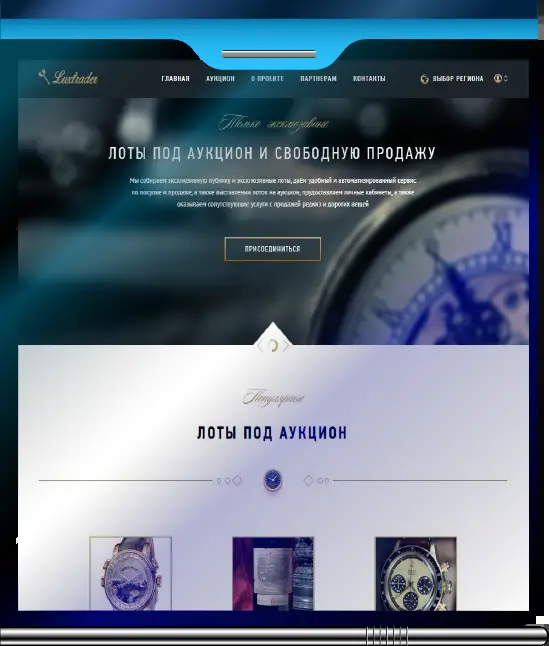 Luxtrader
ГЛАВНАЯ
АУКЦИОН
О ПРОЕКТЕ
ПАРТНЕРАМ
КОНТАКТЫ
ВЫБОР РЕГИОНА
Только эксклюзивные
ЛОТЫ ПОД АУКЦИОН И СВОБОДНУЮ ПРОДАЖУ
Мы собираем эксклюзивную публику и эксклюзивные лоты, даём удобный и автоматизированный сервис
по покупке и продаже, а также выставления лотов на аукцион, предоставляем личные кабинеты, а также
оказываем сопутствующие услуги с продажей редких и дорогих вещей
ПРИСОЕДИНИТЬСЯ
Популярные
ЛОТЫ ПОД АУКЦИОН